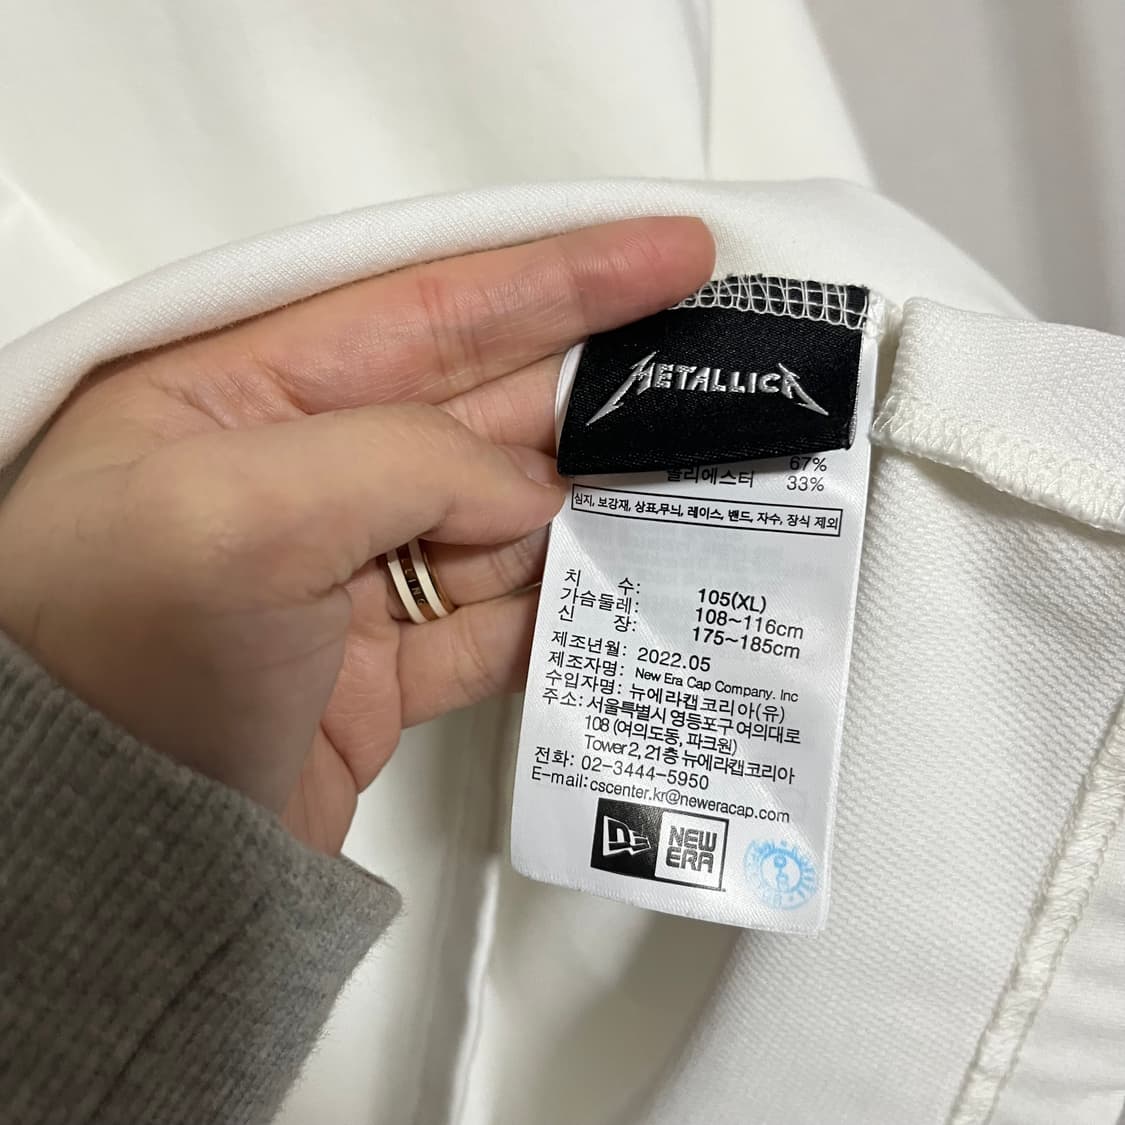 METALLICA
67%
폴리에스터 33%
심지, 보강재, 상표,무늬, 레이스, 밴드, 자수, 장식 제외
치 수: 105(XL)
가슴둘레: 108~116cm
신 장: 175~185cm
제조년월: 2022.05
제조자명: New Era Cap Company. Inc
수입자명: 뉴에라캡코리아(유)
주소: 서울특별시 영등포구 여의대로
108 (여의도동, 파크원)
Tower 2, 21층 뉴에라캡코리아
전화: 02-3444-5950
E-mail: cscenter.kr@neweracap.com
NEW
ERA